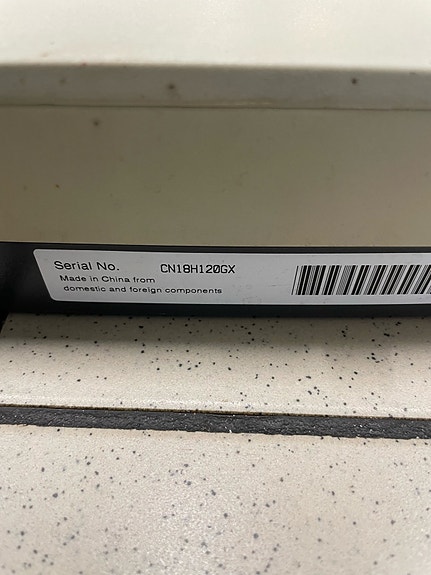 Serial No. CN18H120GX
Made in China from
domestic and foreign components